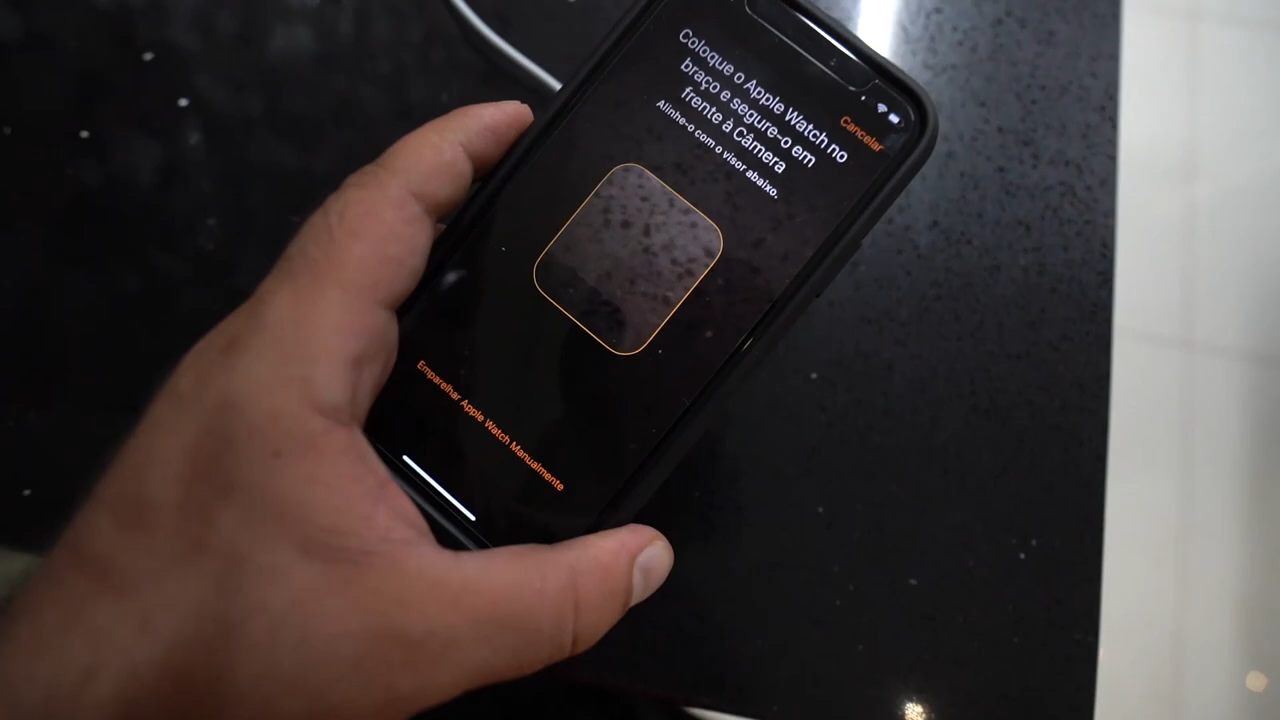 Cancelar
Coloque o Apple Watch no
braço e segure-o em
frente à Câmera
Alinhe-o com o visor abaixo.
Emparelhar Apple Watch Manualmente